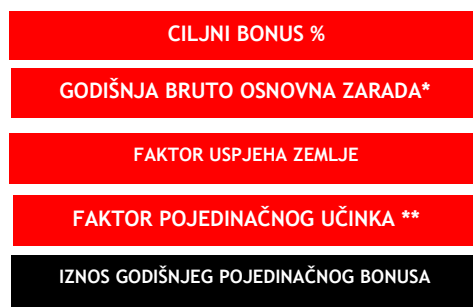 CILJNI BONUS %
GODIŠNJA BRUTO OSNOVNA ZARADA*
FAKTOR USPJEHA ZEMLJE
FAKTOR POJEDINAČNOG UČINKA **
IZNOS GODIŠNJEG POJEDINAČNOG BONUSA